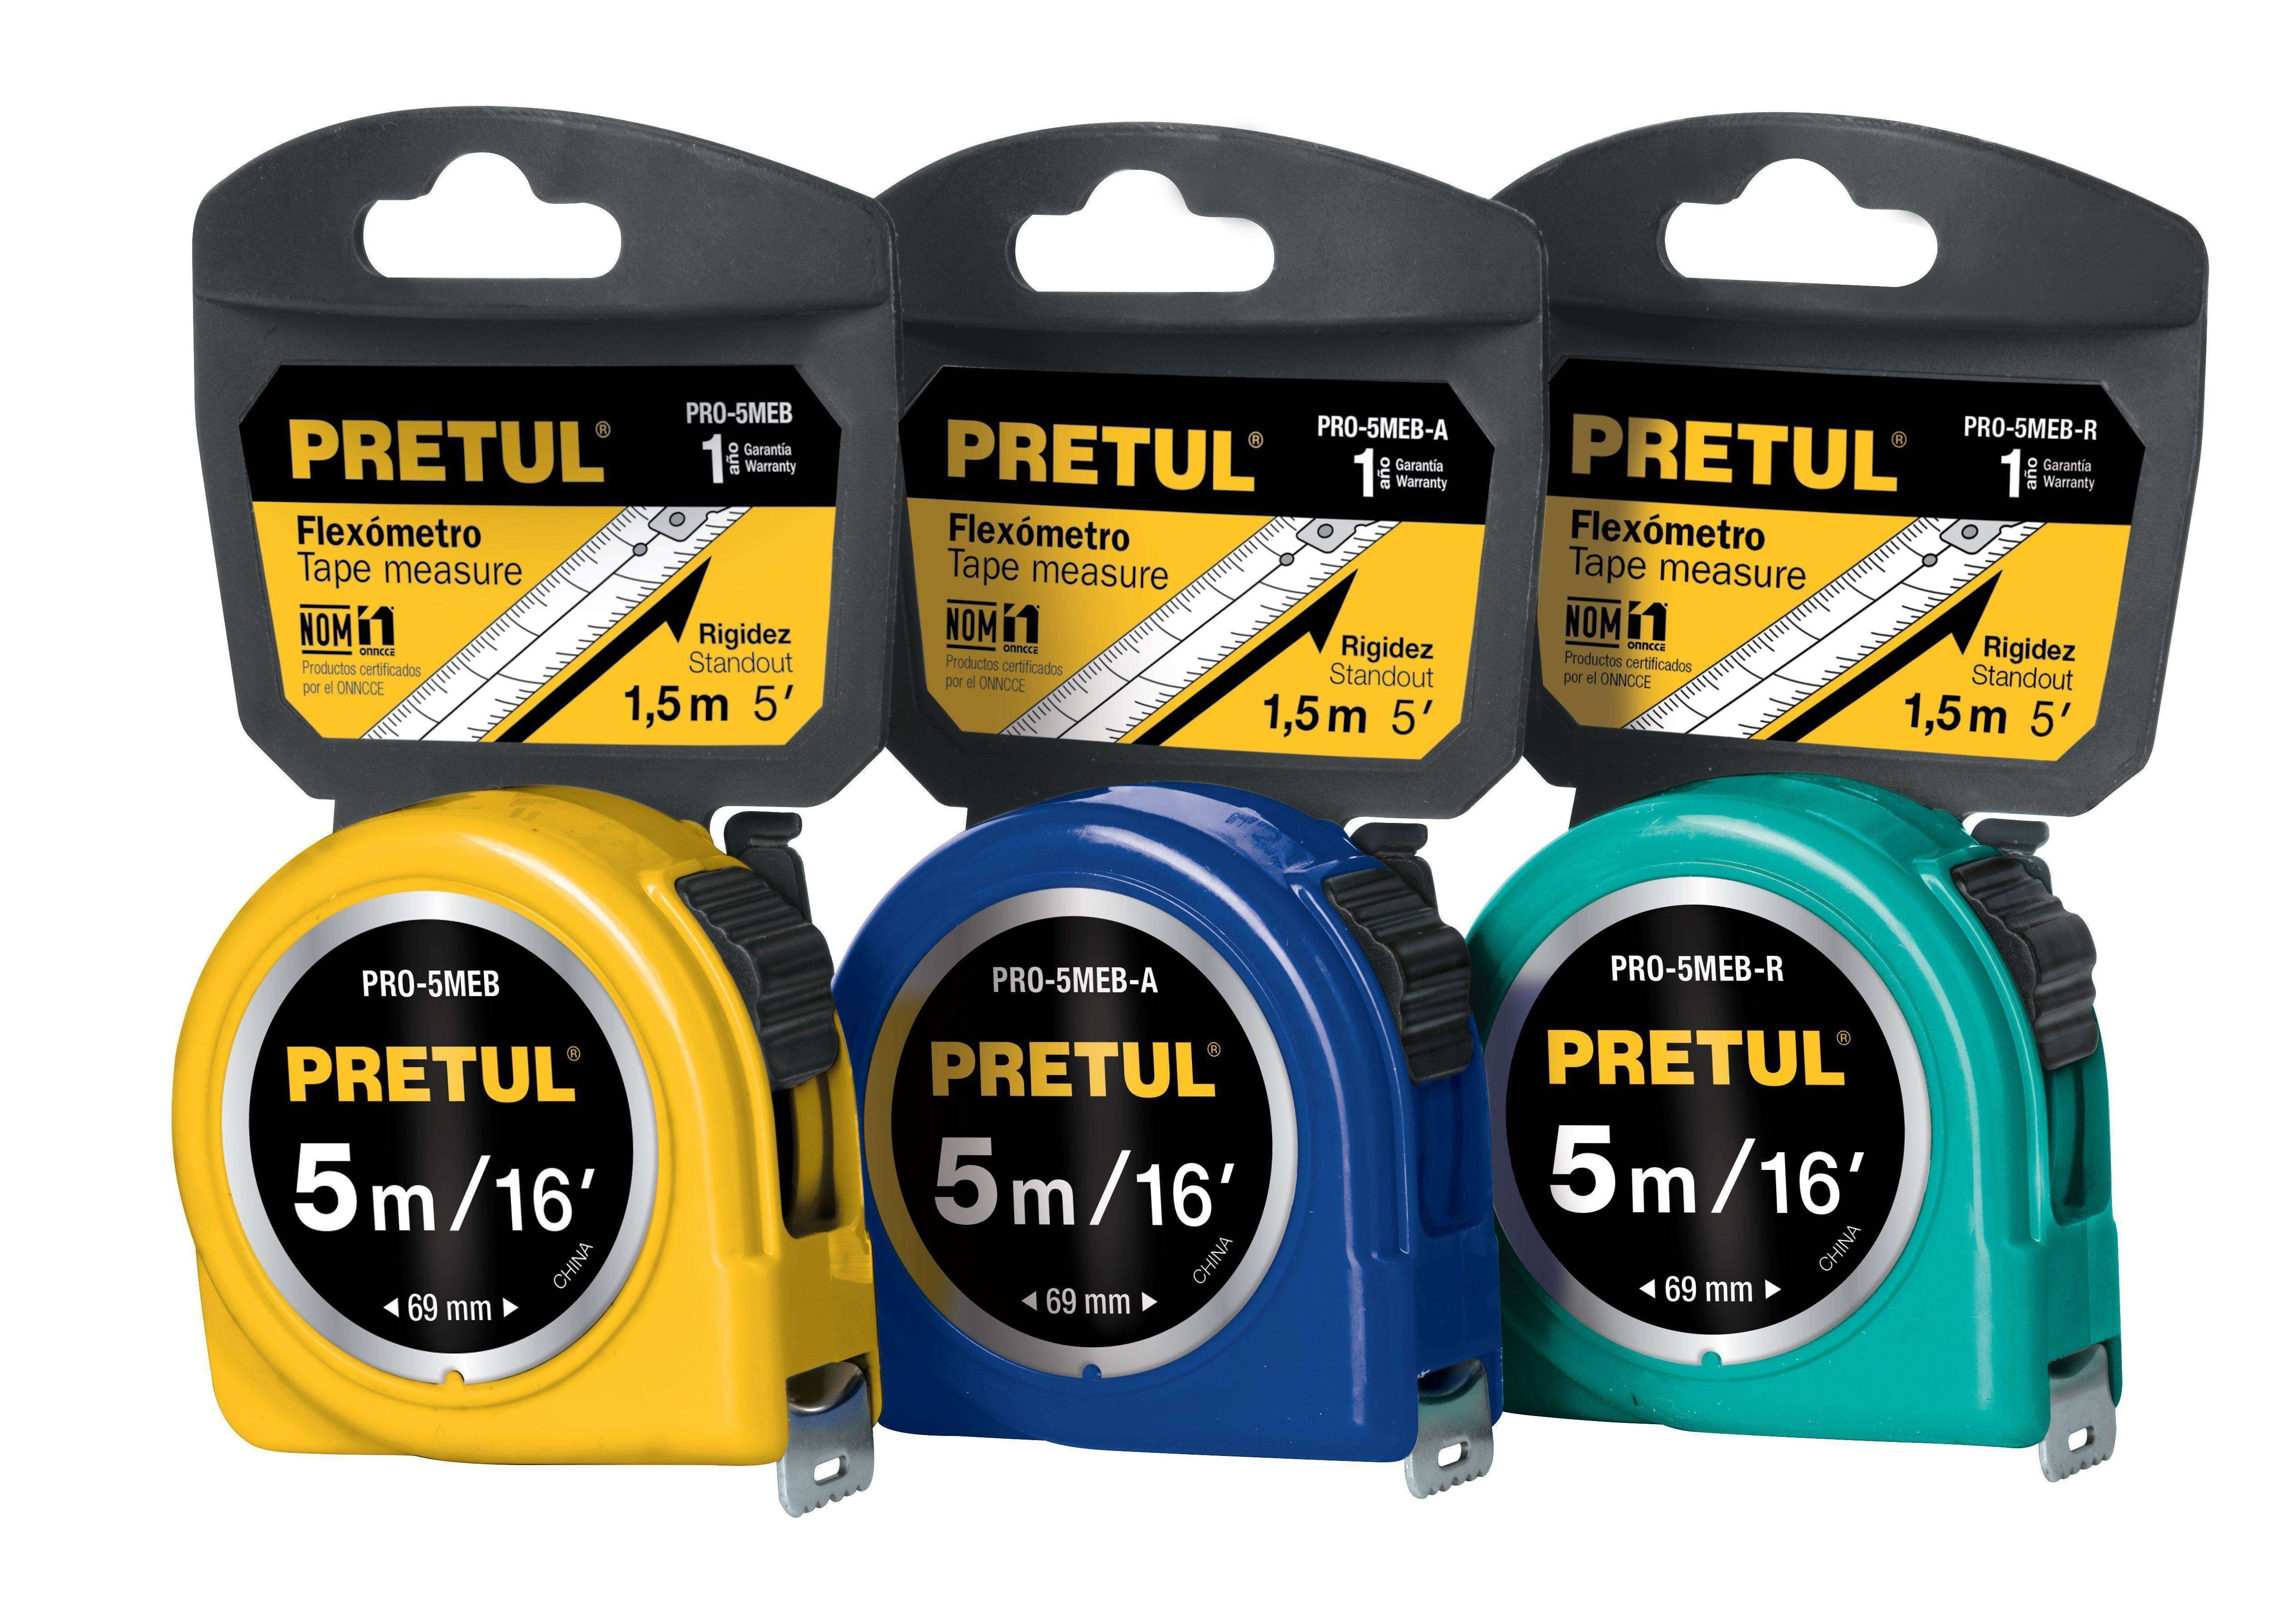 PRETUL®
PRO-5MEB
1 año Garantía
Warranty
Flexómetro
Tape measure
NOM
ONNCCE
Productos certificados
por el ONNCCE
Rigidez
Standout
1,5 m 5′
PRO-5MEB
PRETUL®
5 m / 16′
CHINA
69 mm
PRETUL®
PRO-5MEB-A
1 año Garantía
Warranty
Flexómetro
Tape measure
NOM
ONNCCE
Productos certificados
por el ONNCCE
Rigidez
Standout
1,5 m 5′
PRO-5MEB-A
PRETUL®
5 m / 16′
CHINA
69 mm
PRETUL®
PRO-5MEB-R
1 año Garantía
Warranty
Flexómetro
Tape measure
NOM
ONNCCE
Productos certificados
por el ONNCCE
Rigidez
Standout
1,5 m 5′
PRO-5MEB-R
PRETUL®
5 m / 16′
CHINA
69 mm